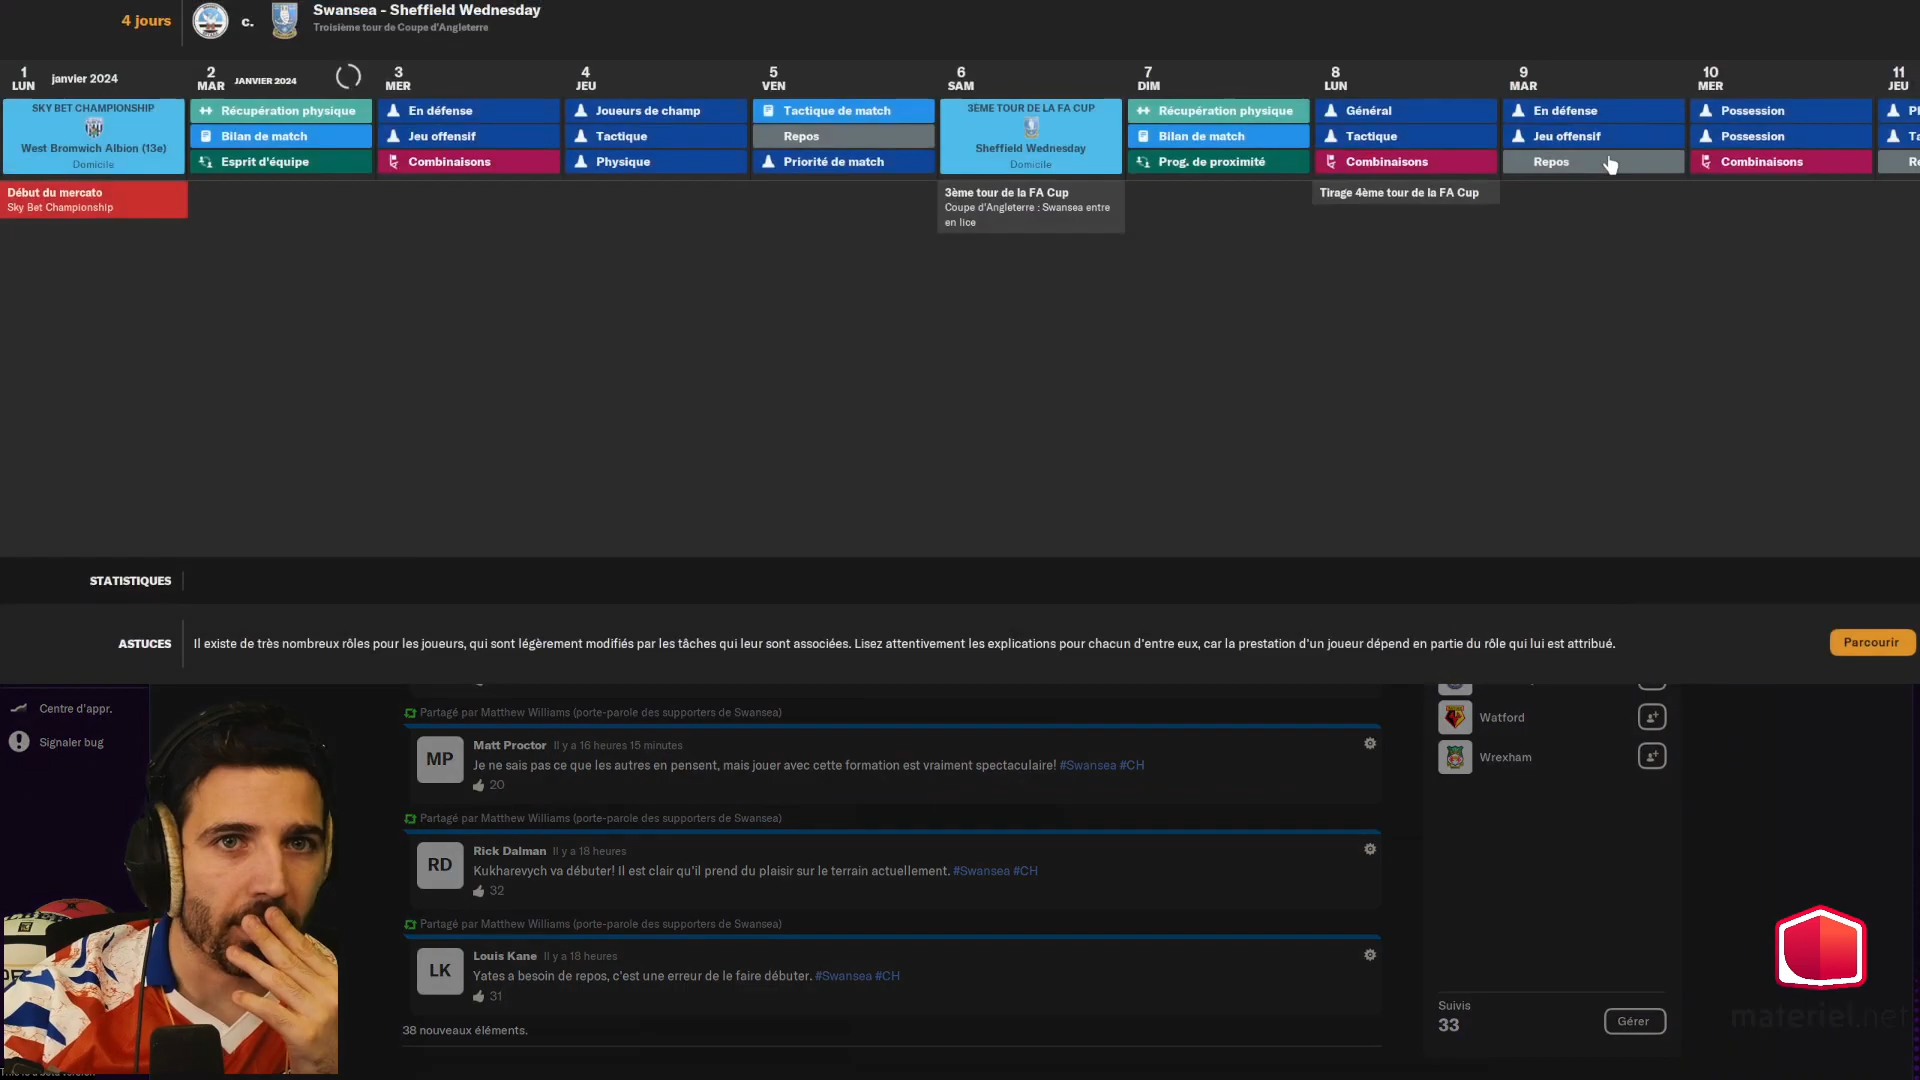 4 jours
c.
Swansea - Sheffield Wednesday
Troisième tour de Coupe d'Angleterre
1
LUN
janvier 2024
2
MAR
JANVIER 2024
3
MER
4
JEU
5
VEN
6
SAM
7
DIM
8
LUN
9
MAR
10
MER
11
JEU
SKY BET CHAMPIONSHIP
West Bromwich Albion (13e)
Domicile
Récupération physique
Bilan de match
Esprit d'équipe
En défense
Jeu offensif
Combinaisons
Joueurs de champ
Tactique
Physique
Tactique de match
Repos
Priorité de match
3EME TOUR DE LA FA CUP
Sheffield Wednesday
Domicile
Récupération physique
Bilan de match
Prog. de proximité
Général
Tactique
Combinaisons
En défense
Jeu offensif
Repos
Possession
Possession
Combinaisons
Début du mercato
Sky Bet Championship
3ème tour de la FA Cup
Coupe d'Angleterre : Swansea entre
en lice
Tirage 4ème tour de la FA Cup
STATISTIQUES
ASTUCES
Il existe de très nombreux rôles pour les joueurs, qui sont légèrement modifiés par les tâches qui leur sont associées. Lisez attentivement les explications pour chacun d'entre eux, car la prestation d'un joueur dépend en partie du rôle qui lui est attribué.
Parcourir
Centre d'appr.
Signaler bug
Partagé par Matthew Williams (porte-parole des supporters de Swansea)
MP
Matt Proctor Il y a 16 heures 15 minutes
Je ne sais pas ce que les autres en pensent, mais jouer avec cette formation est vraiment spectaculaire! #Swansea #CH
20
Partagé par Matthew Williams (porte-parole des supporters de Swansea)
RD
Rick Dalman Il y a 18 heures
Kukharevych va débuter! Il est clair qu'il prend du plaisir sur le terrain actuellement. #Swansea #CH
32
Partagé par Matthew Williams (porte-parole des supporters de Swansea)
LK
Louis Kane Il y a 18 heures
Yates a besoin de repos, c'est une erreur de le faire débuter. #Swansea #CH
31
38 nouveaux éléments.
Watford
Wrexham
Suivis
33
Gérer
materiel.net